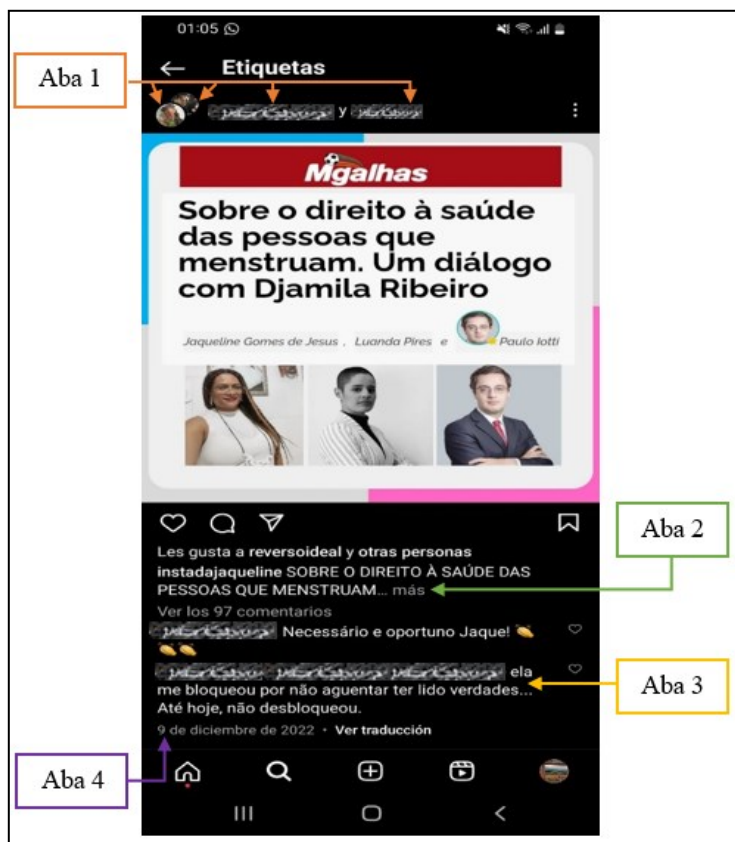 01:05
Etiquetas
Aba 1
y
Migalhas
Sobre o direito à saúde
das pessoas que
menstruam. Um diálogo
com Djamila Ribeiro
Jaqueline Gomes de Jesus , Luanda Pires e Paulo Iotti
Aba 2
Les gusta a reversoideal y otras personas
instadajaqueline SOBRE O DIREITO À SAÚDE DAS
PESSOAS QUE MENSTRUAM... más
Ver los 97 comentarios
Necessário e oportuno Jaque! 👏
👏👏
ela
me bloqueou por não aguentar ter lido verdades...
Até hoje, não desbloqueou.
Aba 3
9 de diciembre de 2022 • Ver traducción
Aba 4